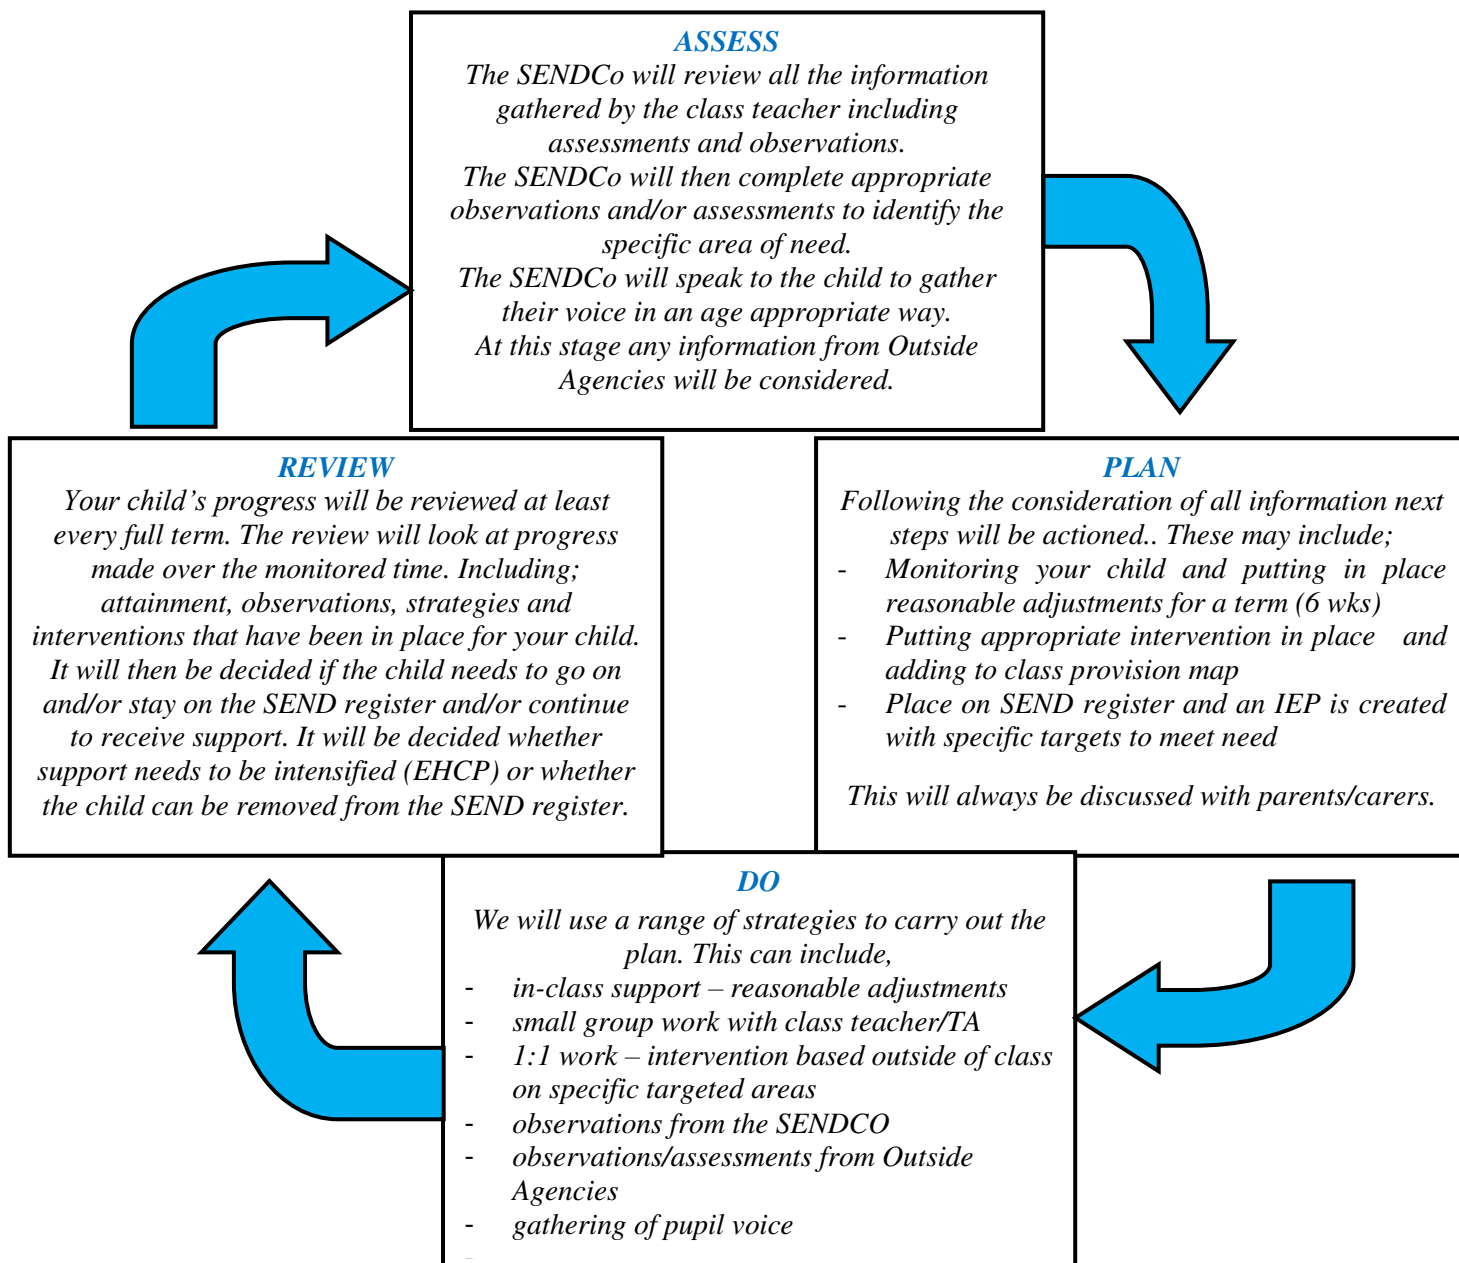 ASSESS
The SENDCo will review all the information
gathered by the class teacher including
assessments and observations.
The SENDCo will then complete appropriate
observations and/or assessments to identify the
specific area of need.
The SENDCo will speak to the child to gather
their voice in an age appropriate way.
At this stage any information from Outside
Agencies will be considered.
PLAN
Following the consideration of all information next
steps will be actioned.. These may include;
- Monitoring your child and putting in place
reasonable adjustments for a term (6 wks)
- Putting appropriate intervention in place and
adding to class provision map
- Place on SEND register and an IEP is created
with specific targets to meet need
This will always be discussed with parents/carers.
DO
We will use a range of strategies to carry out the
plan. This can include,
- in-class support – reasonable adjustments
- small group work with class teacher/TA
- 1:1 work – intervention based outside of class
on specific targeted areas
- observations from the SENDCO
- observations/assessments from Outside
Agencies
- gathering of pupil voice
-
REVIEW
Your child’s progress will be reviewed at least
every full term. The review will look at progress
made over the monitored time. Including;
attainment, observations, strategies and
interventions that have been in place for your child.
It will then be decided if the child needs to go on
and/or stay on the SEND register and/or continue
to receive support. It will be decided whether
support needs to be intensified (EHCP) or whether
the child can be removed from the SEND register.